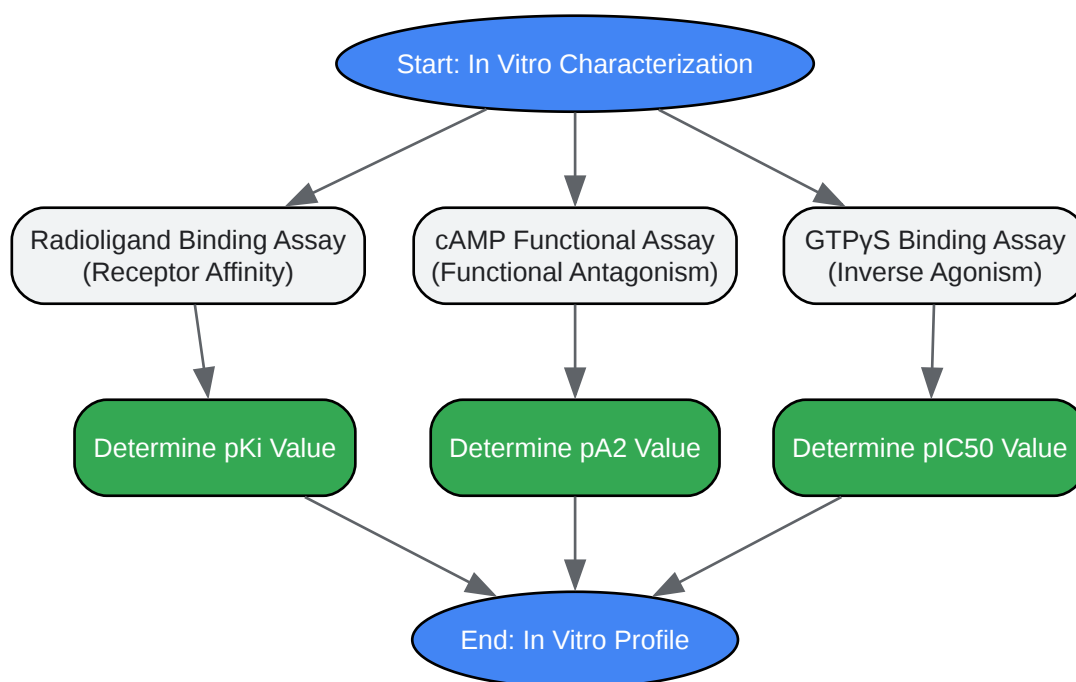 Start: In Vitro Characterization
Radioligand Binding Assay
(Receptor Affinity)
cAMP Functional Assay
(Functional Antagonism)
GTPγS Binding Assay
(Inverse Agonism)
Determine pKi Value
Determine pA2 Value
Determine pIC50 Value
End: In Vitro Profile